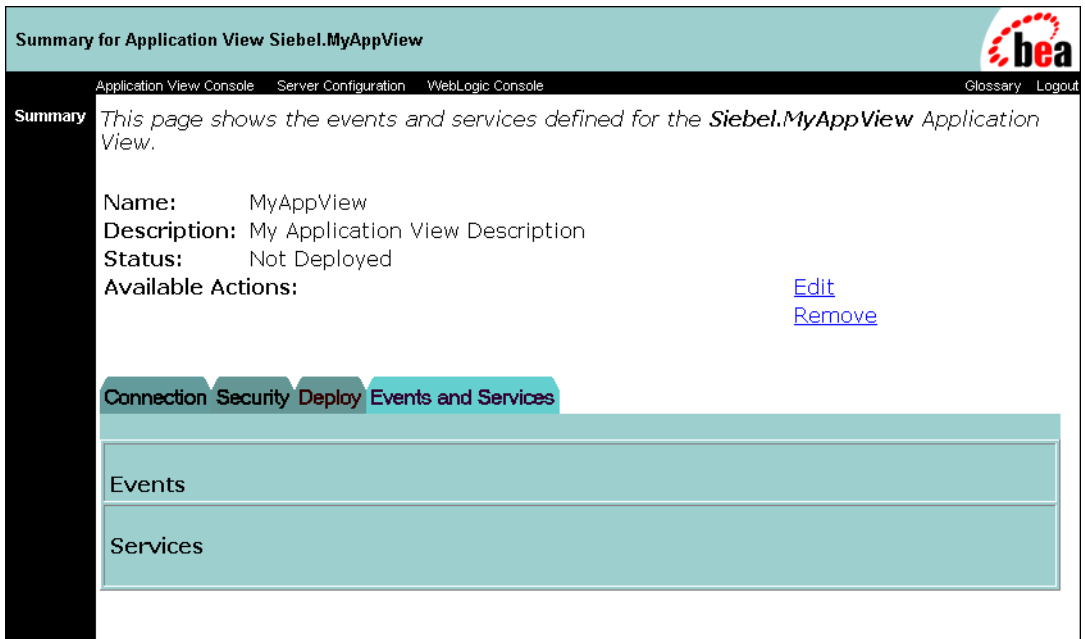 Summary for Application View Siebel.MyAppView
bea
Application View Console Server Configuration WebLogic Console Glossary Logout
Summary
This page shows the events and services defined for the Siebel.MyAppView Application
View.
Name: MyAppView
Description: My Application View Description
Status: Not Deployed
Available Actions: Edit
Remove
Connection Security Deploy Events and Services
Events
Services